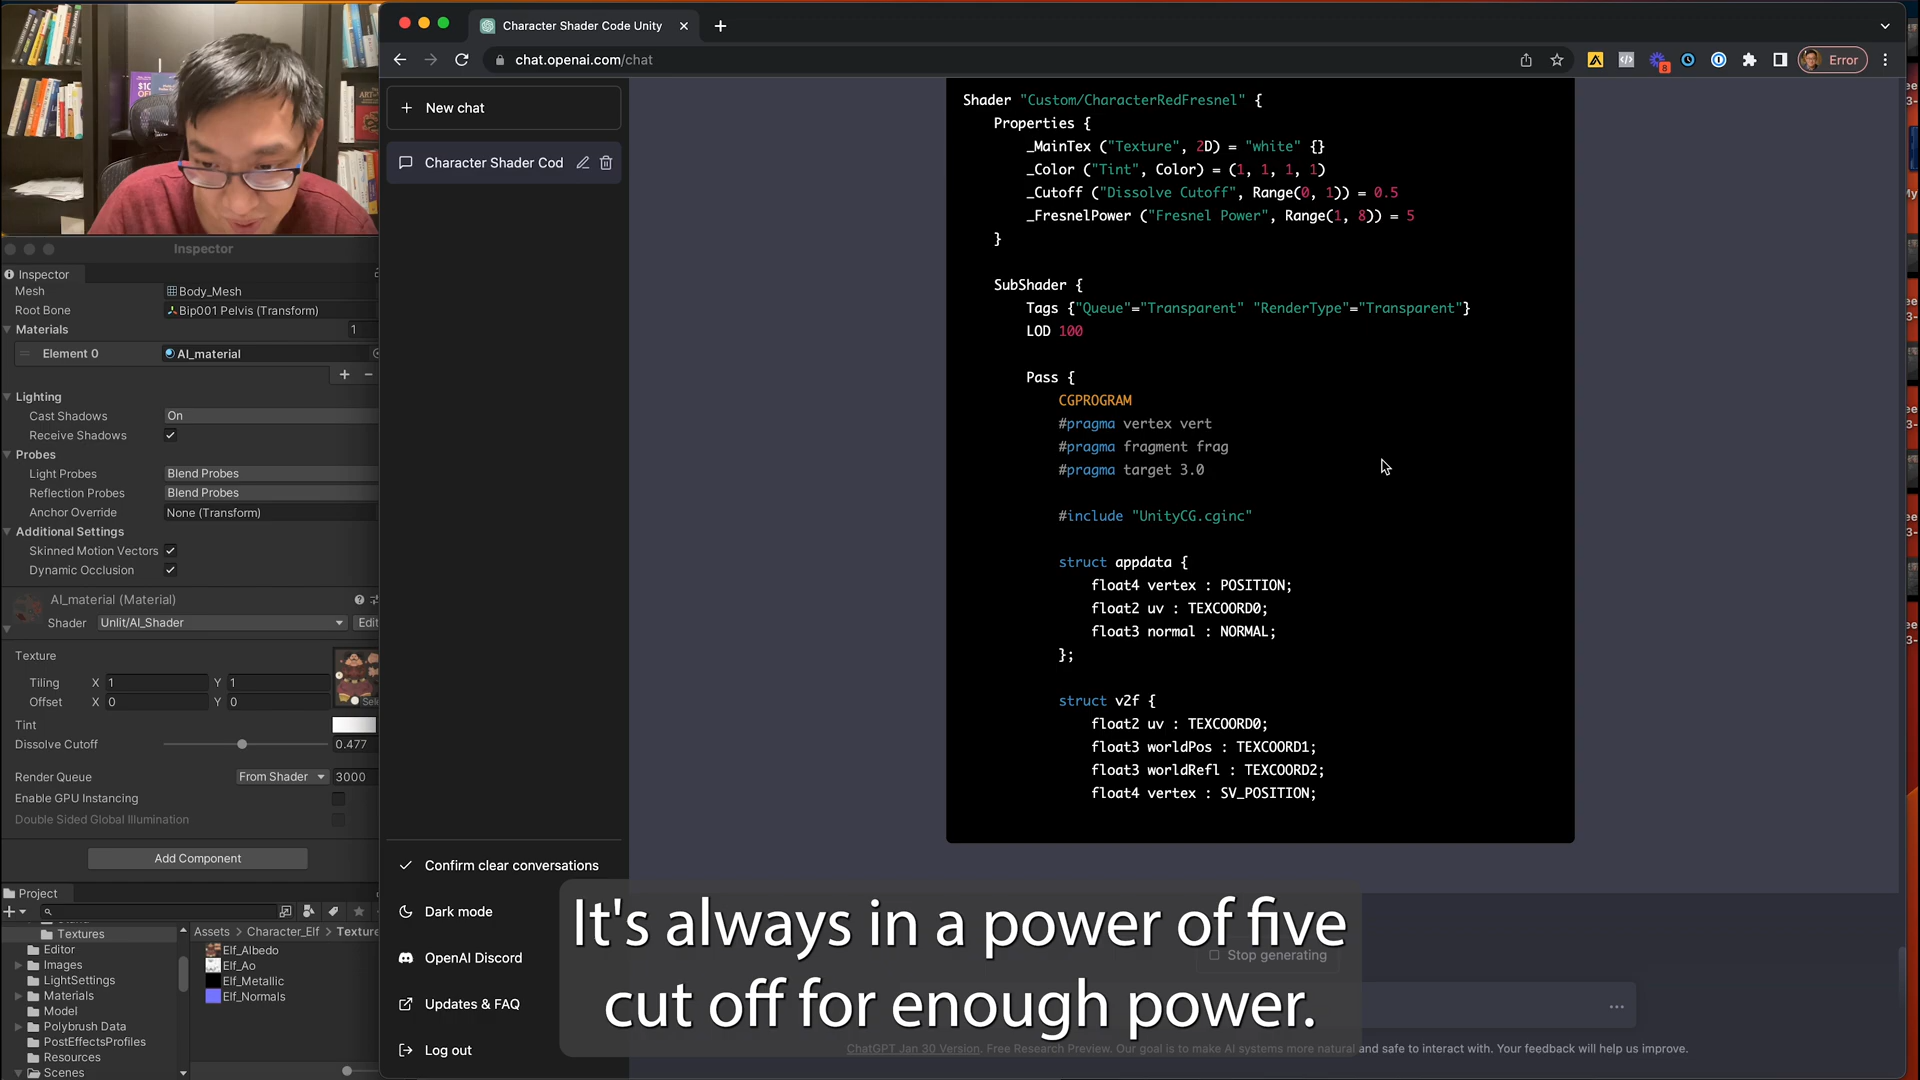 Character Shader Code Unity
chat.openai.com/chat
Error
8
New chat
Character Shader Cod
Shader "Custom/CharacterRedFresnel" {
Properties {
_MainTex ("Texture", 2D) = "white" {}
_Color ("Tint", Color) = (1, 1, 1, 1)
_Cutoff ("Dissolve Cutoff", Range(0, 1)) = 0.5
_FresnelPower ("Fresnel Power", Range(1, 8)) = 5
}
SubShader {
Tags {"Queue"="Transparent" "RenderType"="Transparent"}
LOD 100
Pass {
CGPROGRAM
#pragma vertex vert
#pragma fragment frag
#pragma target 3.0
#include "UnityCG.cginc"
struct appdata {
float4 vertex : POSITION;
float2 uv : TEXCOORD0;
float3 normal : NORMAL;
};
struct v2f {
float2 uv : TEXCOORD0;
float3 worldPos : TEXCOORD1;
float3 worldRefl : TEXCOORD2;
float4 vertex : SV_POSITION;
Inspector
Inspector
Mesh Body_Mesh
Root Bone Bip001 Pelvis (Transform)
Materials 1
Element 0 AI_material
Lighting
Cast Shadows On
Receive Shadows
Probes
Light Probes Blend Probes
Reflection Probes Blend Probes
Anchor Override None (Transform)
Additional Settings
Skinned Motion Vectors
Dynamic Occlusion
AI_material (Material)
Shader Unlit/AI_Shader Edit
Texture
Tiling X 1 Y 1
Offset X 0 Y 0
Tint
Dissolve Cutoff 0.477
Render Queue From Shader 3000
Enable GPU Instancing
Double Sided Global Illumination
Add Component
Project
Textures
Editor
Images
LightSettings
Materials
Model
Polybrush Data
PostEffectsProfiles
Resources
Scenes
Assets > Character_Elf > Texture
Elf_Albedo
Elf_Ao
Elf_Metallic
Elf_Normals
Confirm clear conversations
Dark mode
OpenAI Discord
Updates & FAQ
Log out
Stop generating
It's always in a power of five
cut off for enough power.
ChatGPT Jan 30 Version. Free Research Preview. Our goal is to make AI systems more natural and safe to interact with. Your feedback will help us improve.